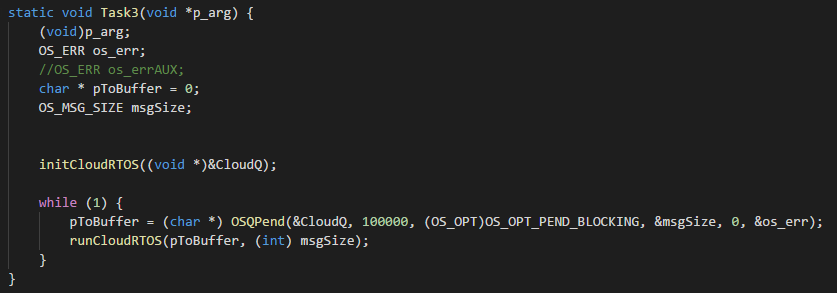 static void Task3(void *p_arg) {
(void)p_arg;
OS_ERR os_err;
//OS_ERR os_errAUX;
char * pToBuffer = 0;
OS_MSG_SIZE msgSize;
initCloudRTOS((void *)&CloudQ);
while (1) {
pToBuffer = (char *) OSQPend(&CloudQ, 100000, (OS_OPT)OS_OPT_PEND_BLOCKING, &msgSize, 0, &os_err);
runCloudRTOS(pToBuffer, (int) msgSize);
}
}